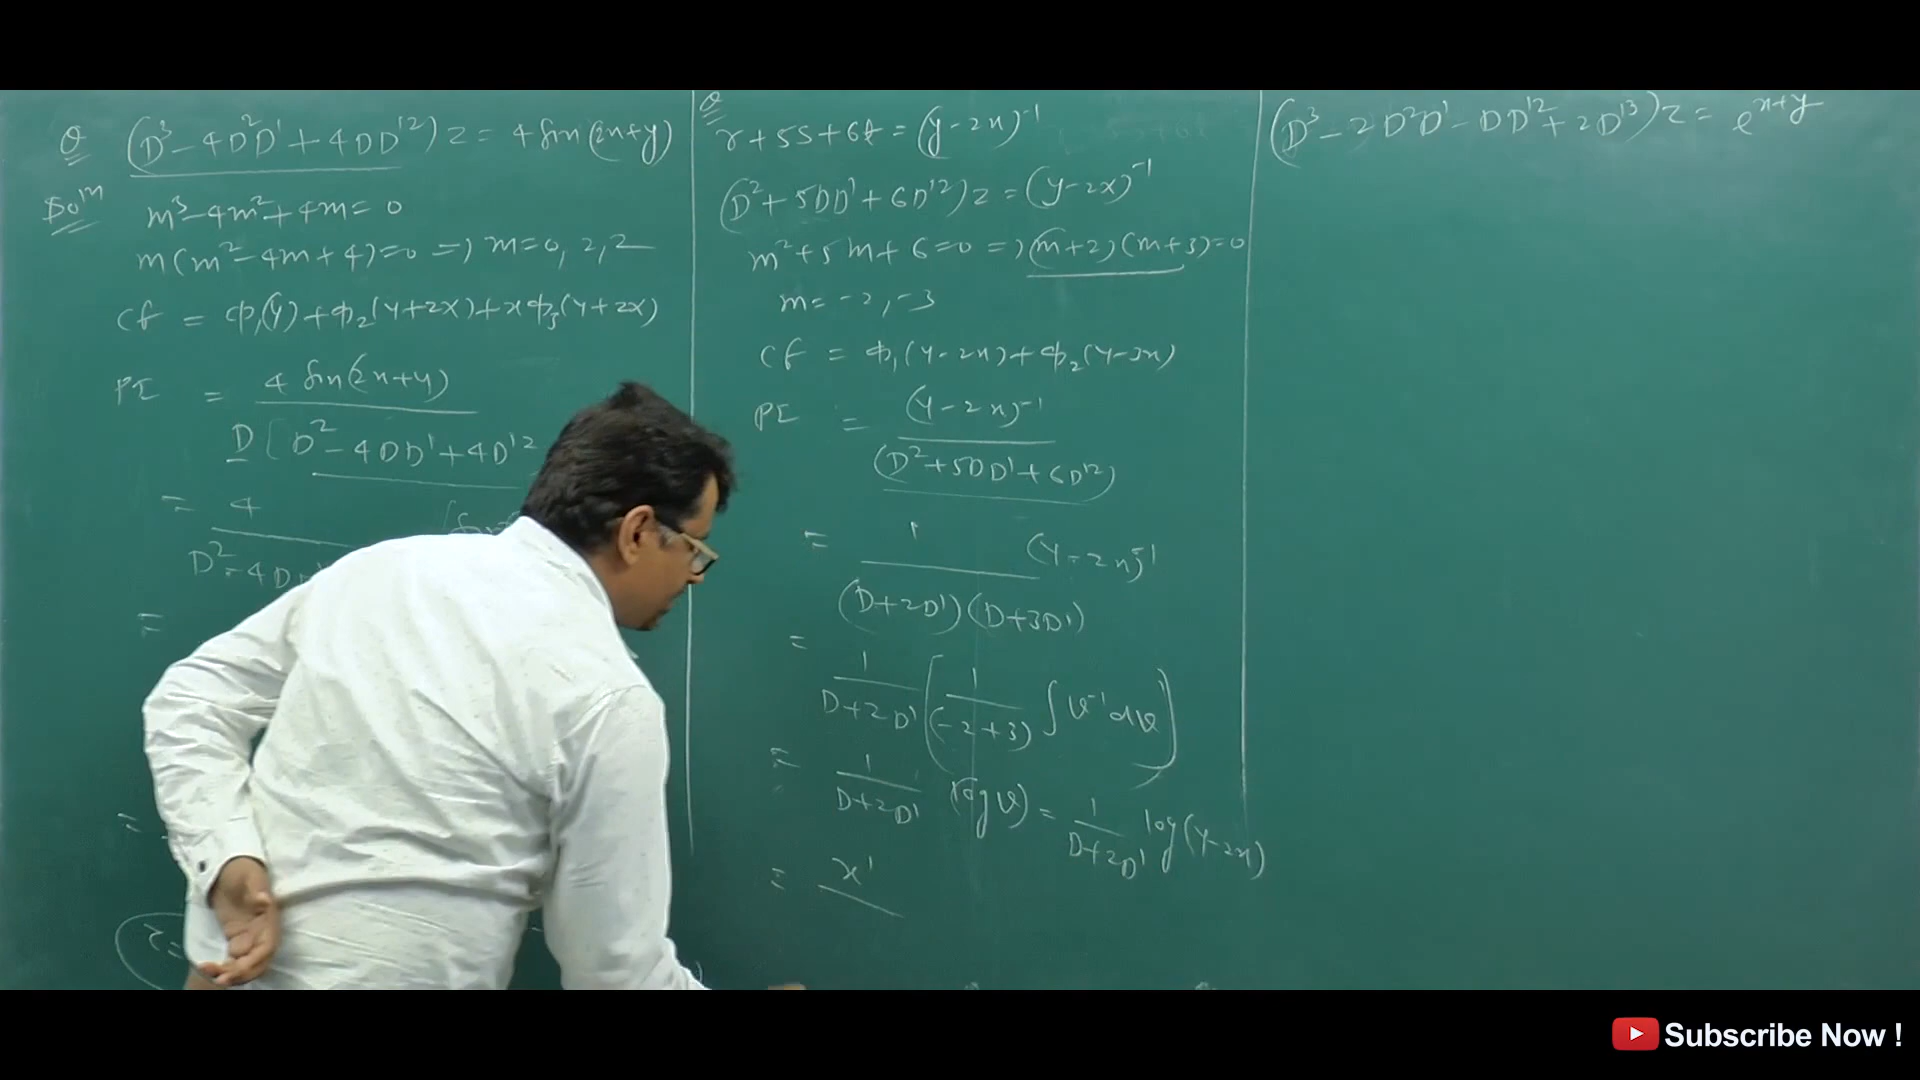 Q (D³ - 4D²D' + 4DD'²) z = 4 sin(2x+y)
Solⁿ m³ - 4m² + 4m = 0
m(m² - 4m + 4) = 0 => m = 0, 2, 2
CF = Φ₁(y) + Φ₂(y+2x) + xΦ₃(y+2x)
PI = 4 sin(2x+y)
D[D² - 4DD' + 4D'²
= 4
D² - 4D
=
=
z =
Q
r + 5s + 6t = (y-2x)⁻¹
(D² + 5DD' + 6D'²) z = (y-2x)⁻¹
m² + 5m + 6 = 0 => (m+2)(m+3) = 0
m = -2, -3
CF = Φ₁(y-2x) + Φ₂(y-3x)
PI = (y-2x)⁻¹
(D² + 5DD' + 6D'²)
= 1 (y-2x)⁻¹
(D+2D')(D+3D')
=
1/(D+2D') (1/(-2+3) ∫v⁻¹dv)
= 1/(D+2D') (log v) = 1/(D+2D') log(y-2x)
= x¹
(D³ - 2D²D' - DD'² + 2D'³) z = e^(x+y)
Subscribe Now !